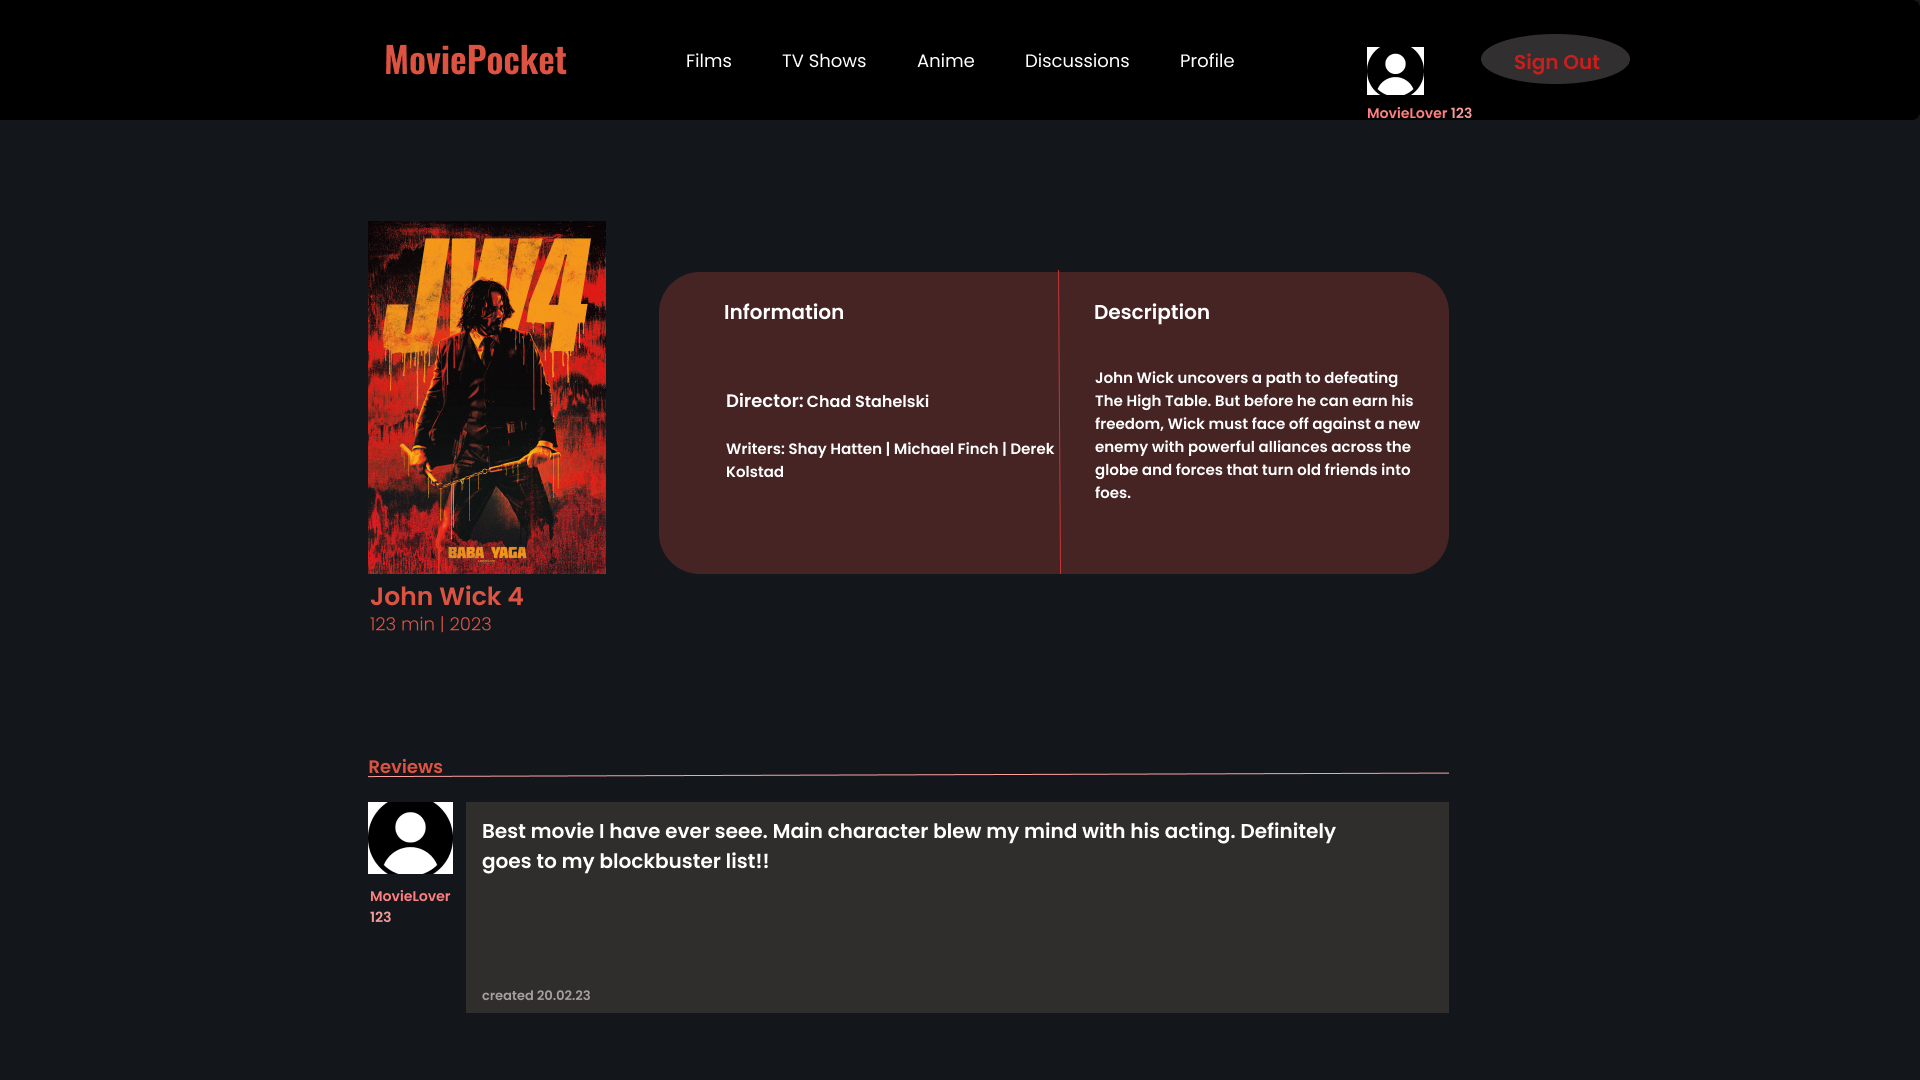 MoviePocket
Films
TV Shows
Anime
Discussions
Profile
Sign Out
MovieLover 123
JW4
BABA YAGA
John Wick 4
123 min | 2023
Information
Director: Chad Stahelski
Writers: Shay Hatten | Michael Finch | Derek
Kolstad
Description
John Wick uncovers a path to defeating
The High Table. But before he can earn his
freedom, Wick must face off against a new
enemy with powerful alliances across the
globe and forces that turn old friends into
foes.
Reviews
MovieLover
123
Best movie I have ever seee. Main character blew my mind with his acting. Definitely
goes to my blockbuster list!!
created 20.02.23